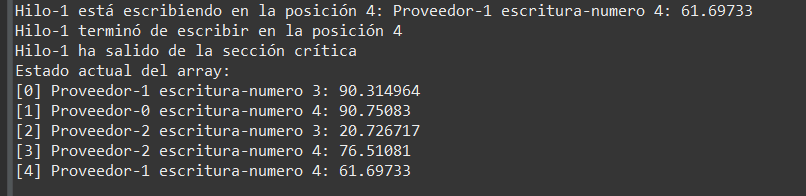 Hilo-1 está escribiendo en la posición 4: Proveedor-1 escritura-numero 4: 61.69733
Hilo-1 terminó de escribir en la posición 4
Hilo-1 ha salido de la sección crítica
Estado actual del array:
[0] Proveedor-1 escritura-numero 3: 90.314964
[1] Proveedor-0 escritura-numero 4: 90.75083
[2] Proveedor-2 escritura-numero 3: 20.726717
[3] Proveedor-2 escritura-numero 4: 76.51081
[4] Proveedor-1 escritura-numero 4: 61.69733